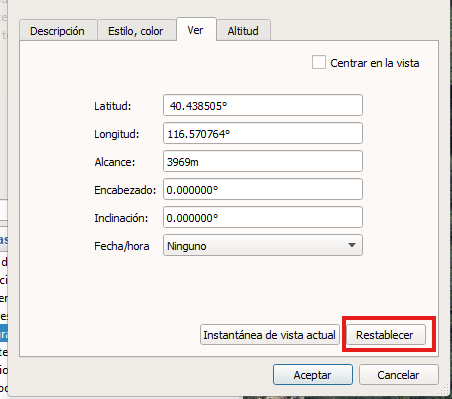 Descripción Estilo, color Ver Altitud
Centrar en la vista
Latitud: 40.438505°
Longitud: 116.570764°
Alcance: 3969m
Encabezado: 0.000000°
Inclinación: 0.000000°
Fecha/hora Ninguno
Instantánea de vista actual Restablecer
Aceptar Cancelar